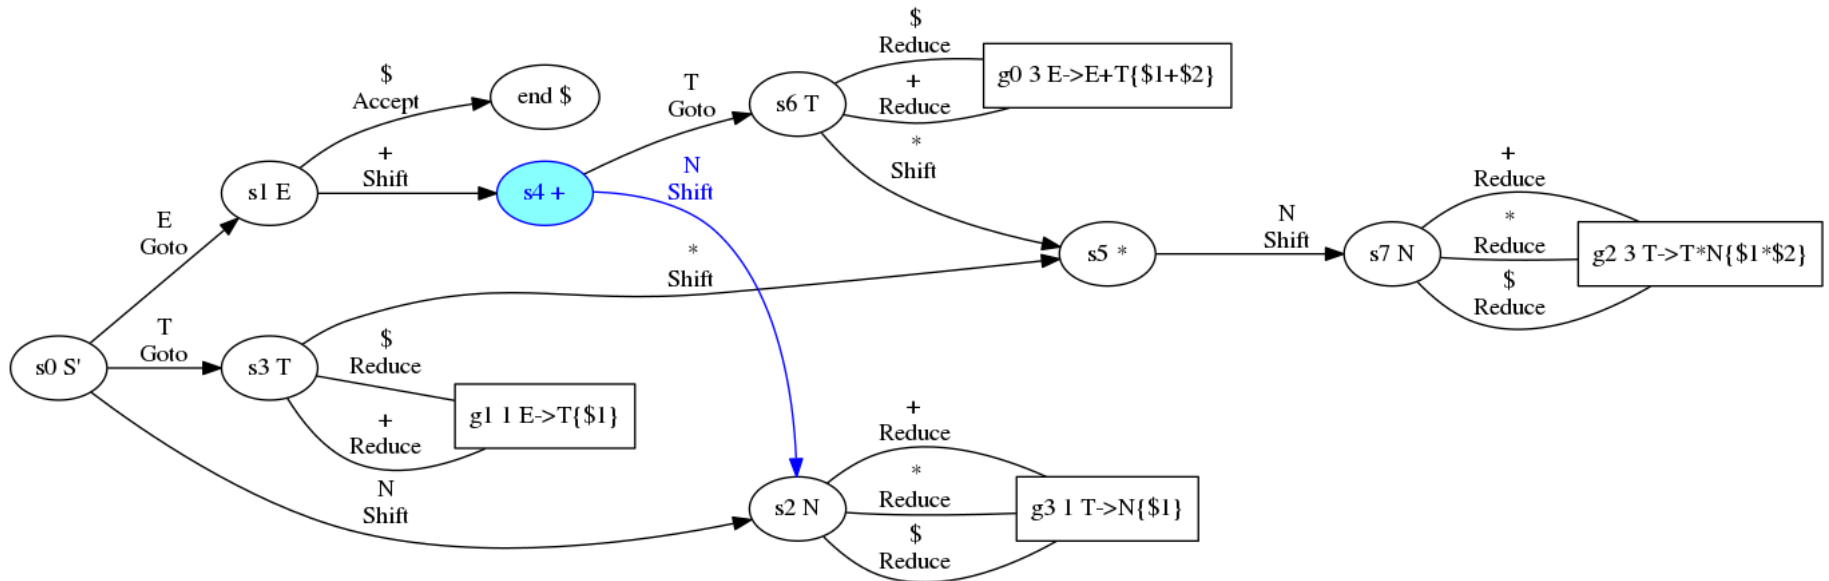 $
Reduce
g0 3 E->E+T{$1+$2}
$
Accept
end $
T
Goto
s6 T
+
Reduce
*
Shift
+
Shift
s1 E
s4 +
N
Shift
+
Reduce
E
Goto
*
Shift
s5 *
N
Shift
s7 N
*
Reduce
g2 3 T->T*N{$1*$2}
$
Reduce
s0 S'
T
Goto
s3 T
$
Reduce
g1 1 E->T{$1}
+
Reduce
+
Reduce
N
Shift
s2 N
*
Reduce
g3 1 T->N{$1}
$
Reduce